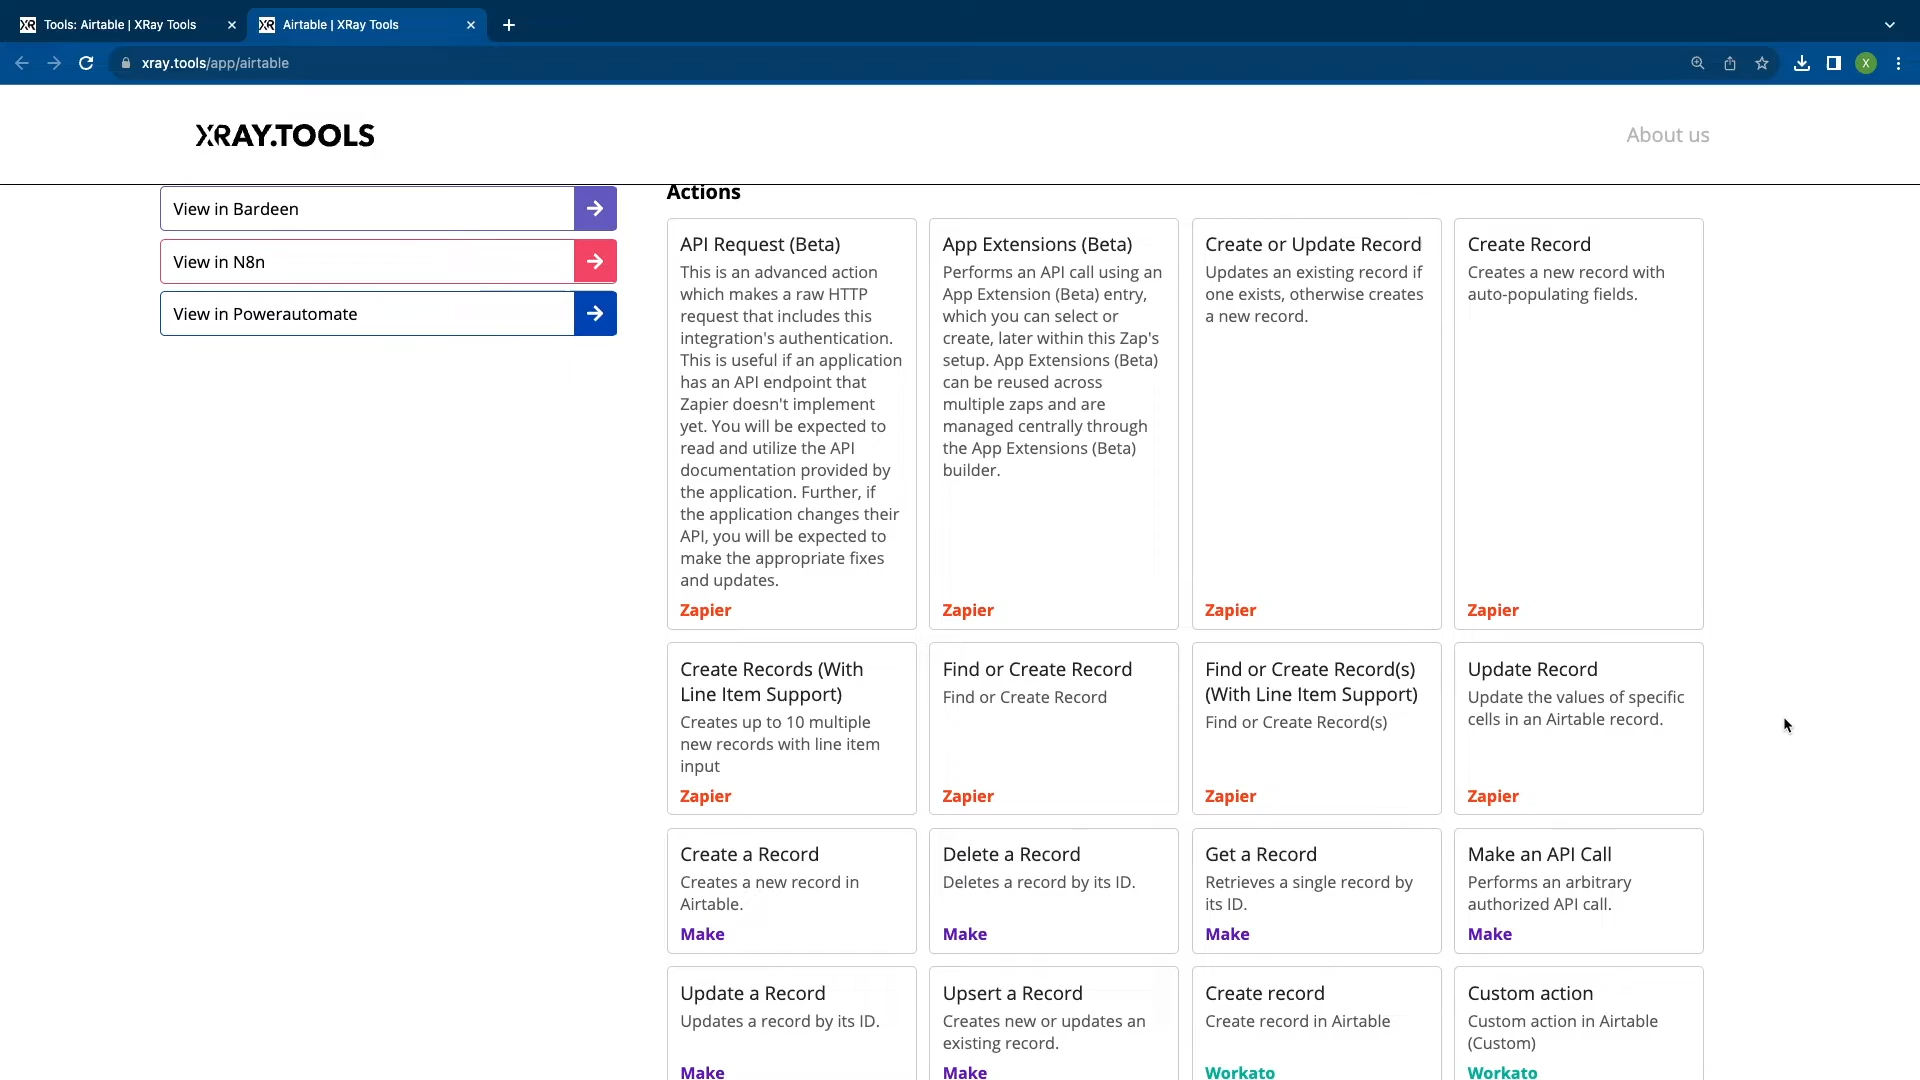 Tools: Airtable | XRay Tools
Airtable | XRay Tools
xray.tools/app/airtable
X
XRAY.TOOLS
About us
View in Bardeen
View in N8n
View in Powerautomate
Actions
API Request (Beta)
This is an advanced action
which makes a raw HTTP
request that includes this
integration's authentication.
This is useful if an application
has an API endpoint that
Zapier doesn't implement
yet. You will be expected to
read and utilize the API
documentation provided by
the application. Further, if
the application changes their
API, you will be expected to
make the appropriate fixes
and updates.
Zapier
App Extensions (Beta)
Performs an API call using an
App Extension (Beta) entry,
which you can select or
create, later within this Zap's
setup. App Extensions (Beta)
can be reused across
multiple zaps and are
managed centrally through
the App Extensions (Beta)
builder.
Zapier
Create or Update Record
Updates an existing record if
one exists, otherwise creates
a new record.
Zapier
Create Record
Creates a new record with
auto-populating fields.
Zapier
Create Records (With
Line Item Support)
Creates up to 10 multiple
new records with line item
input
Zapier
Find or Create Record
Find or Create Record
Zapier
Find or Create Record(s)
(With Line Item Support)
Find or Create Record(s)
Zapier
Update Record
Update the values of specific
cells in an Airtable record.
Zapier
Create a Record
Creates a new record in
Airtable.
Make
Delete a Record
Deletes a record by its ID.
Make
Get a Record
Retrieves a single record by
its ID.
Make
Make an API Call
Performs an arbitrary
authorized API call.
Make
Update a Record
Updates a record by its ID.
Make
Upsert a Record
Creates new or updates an
existing record.
Make
Create record
Create record in Airtable
Workato
Custom action
Custom action in Airtable
(Custom)
Workato